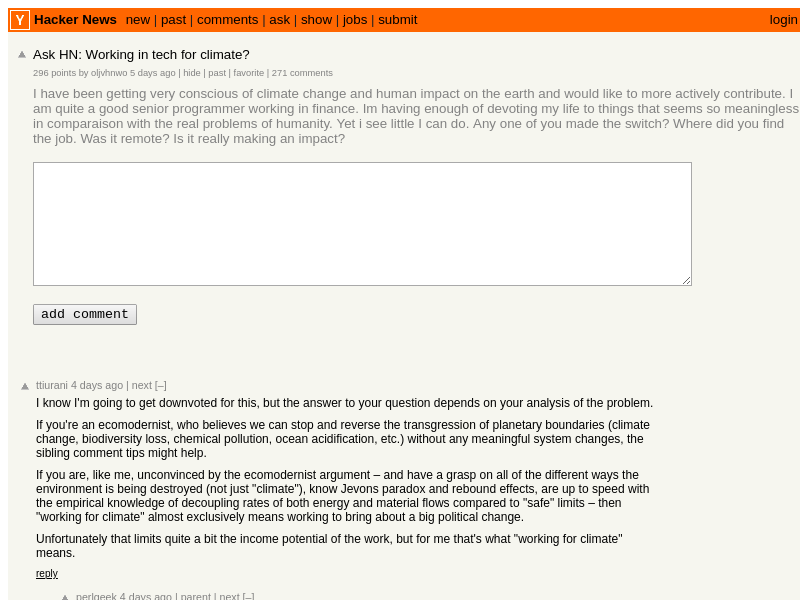 Y Hacker News new | past | comments | ask | show | jobs | submit login
Ask HN: Working in tech for climate?
296 points by oljvhnwo 5 days ago | hide | past | favorite | 271 comments
I have been getting very conscious of climate change and human impact on the earth and would like to more actively contribute. I
am quite a good senior programmer working in finance. Im having enough of devoting my life to things that seems so meaningless
in comparaison with the real problems of humanity. Yet i see little I can do. Any one of you made the switch? Where did you find
the job. Was it remote? Is it really making an impact?
add comment
ttiurani 4 days ago | next [–]
I know I'm going to get downvoted for this, but the answer to your question depends on your analysis of the problem.
If you're an ecomodernist, who believes we can stop and reverse the transgression of planetary boundaries (climate
change, biodiversity loss, chemical pollution, ocean acidification, etc.) without any meaningful system changes, the
sibling comment tips might help.
If you are, like me, unconvinced by the ecomodernist argument – and have a grasp on all of the different ways the
environment is being destroyed (not just "climate"), know Jevons paradox and rebound effects, are up to speed with
the empirical knowledge of decoupling rates of both energy and material flows compared to "safe" limits – then
"working for climate" almost exclusively means working to bring about a big political change.
Unfortunately that limits quite a bit the income potential of the work, but for me that's what "working for climate"
means.
reply
perlgeek 4 days ago | parent | next [–]